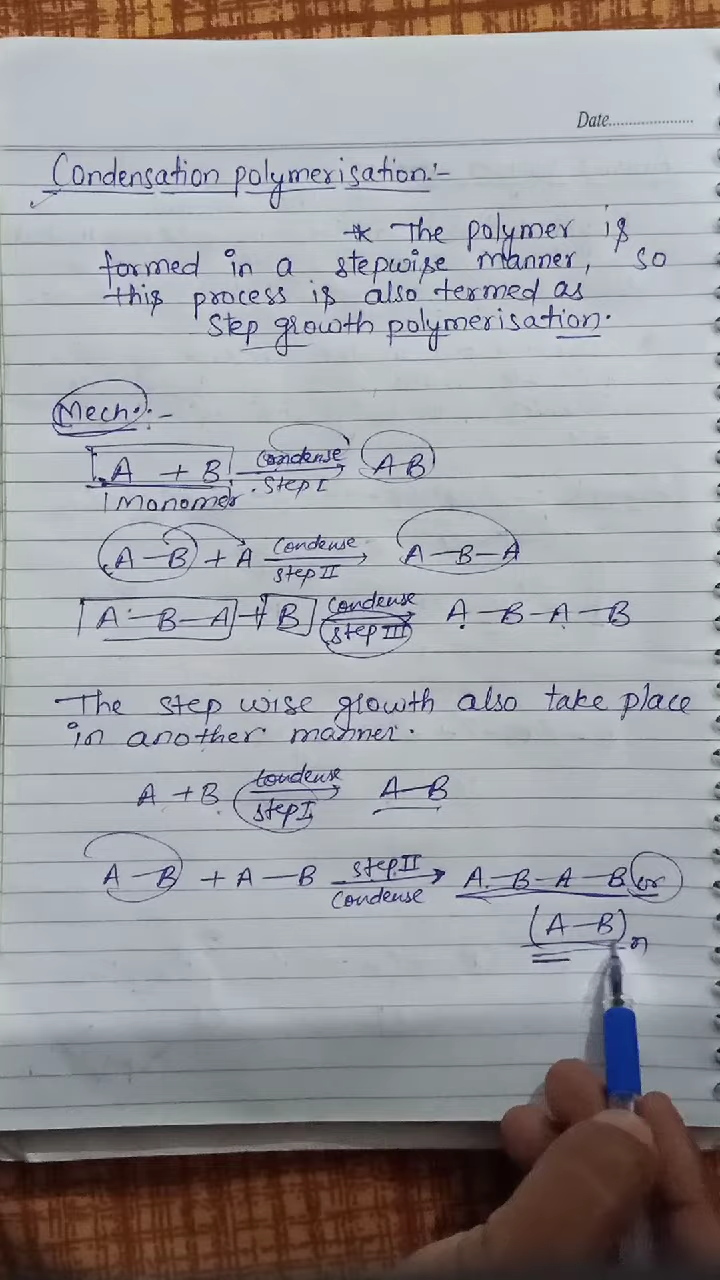 Date....................
Condensation polymerisation:-
* The polymer is
formed in a stepwise manner, so
this process is also termed as
step growth polymerisation.
Mech:-
A + B condense step I AB
1 Monomer.
A-B + A condense step II A-B-A
A-B-A + B condense step III A-B-A-B
The step wise growth also take place
in another manner.
A + B condense step I A-B
A-B + A-B step II condense A-B-A-B or
(A-B)n